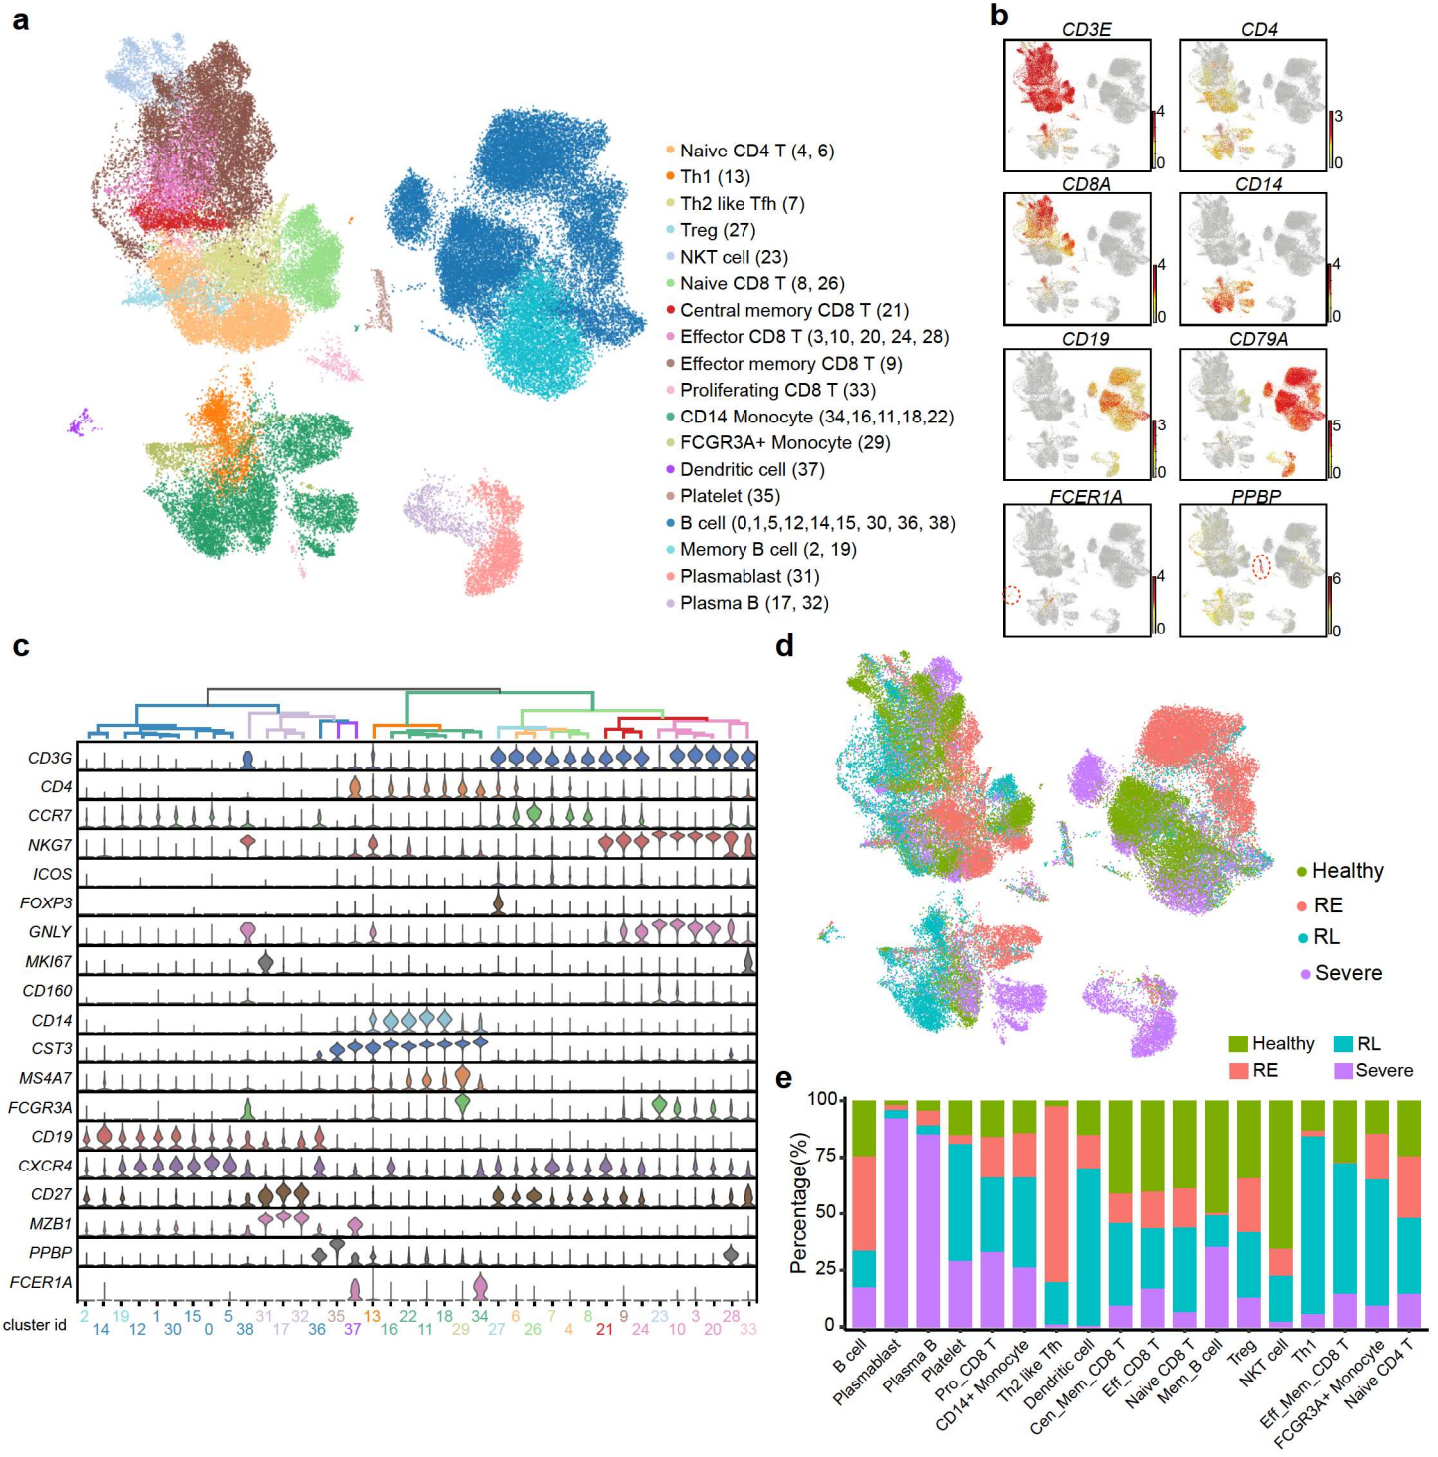 a
Naive CD4 T (4, 6)
Th1 (13)
Th2 like Tfh (7)
Treg (27)
NKT cell (23)
Naive CD8 T (8, 26)
Central memory CD8 T (21)
Effector CD8 T (3,10, 20, 24, 28)
Effector memory CD8 T (9)
Proliferating CD8 T (33)
CD14 Monocyte (34,16,11,18,22)
FCGR3A+ Monocyte (29)
Dendritic cell (37)
Platelet (35)
B cell (0,1,5,12,14,15, 30, 36, 38)
Memory B cell (2, 19)
Plasmablast (31)
Plasma B (17, 32)
b
CD3E
4
0
CD4
3
0
CD8A
4
0
CD14
4
0
CD19
3
0
CD79A
5
0
FCER1A
4
0
PPBP
6
0
c
CD3G
CD4
CCR7
NKG7
ICOS
FOXP3
GNLY
MKI67
CD160
CD14
CST3
MS4A7
FCGR3A
CD19
CXCR4
CD27
MZB1
PPBP
FCER1A
2 19 1 15 5 31 32 35 13 22 18 34 6 7 8 9 23 3 28
cluster id 14 12 30 0 38 17 36 37 16 11 29 27 26 4 21 24 10 20 33
d
Healthy
RE
RL
Severe
e
Healthy RL
RE Severe
Percentage(%)
100
75
50
25
0
B cell
Plasmablast
Plasma B
Platelet
Pro_CD8 T
CD14+ Monocyte
Th2 like Tfh
Dendritic cell
Cen_Mem_CD8 T
Eff_CD8 T
Naive CD8 T
Mem_B cell
Treg
NKT cell
Th1
Eff_Mem_CD8 T
FCGR3A+ Monocyte
Naive CD4 T